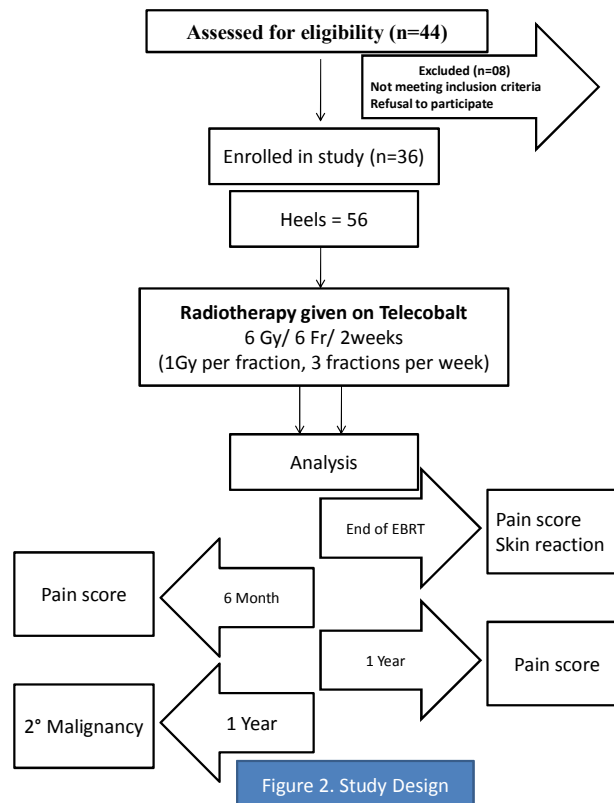 Assessed for eligibility (n=44)
Excluded (n=08)
Not meeting inclusion criteria
Refusal to participate
Enrolled in study (n=36)
Heels = 56
Radiotherapy given on Telecobalt
6 Gy/ 6 Fr/ 2weeks
(1Gy per fraction, 3 fractions per week)
Analysis
End of EBRT
Pain score
Skin reaction
6 Month
Pain score
1 Year
Pain score
1 Year
2° Malignancy
Figure 2. Study Design